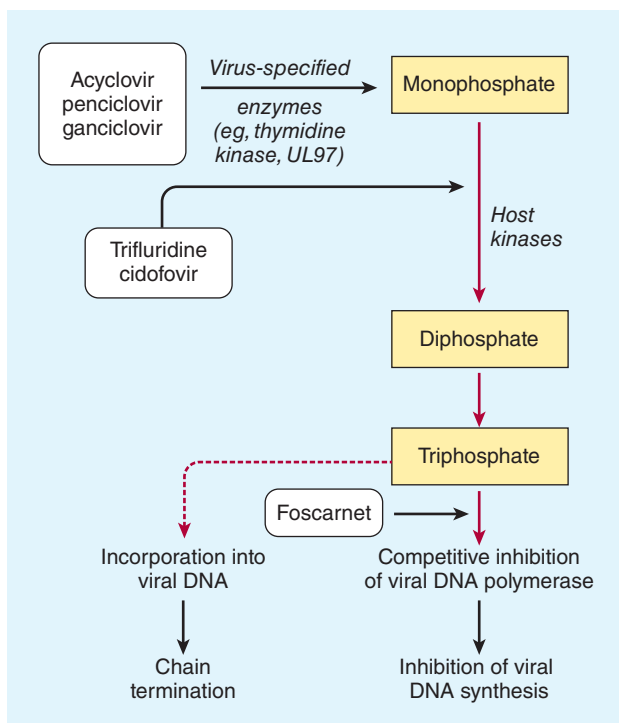 Acyclovir
penciclovir
ganciclovir
Virus-specified
enzymes
(eg, thymidine
kinase, UL97)
Monophosphate
Trifluridine
cidofovir
Host
kinases
Diphosphate
Triphosphate
Foscarnet
Incorporation into
viral DNA
Competitive inhibition
of viral DNA polymerase
Chain
termination
Inhibition of viral
DNA synthesis